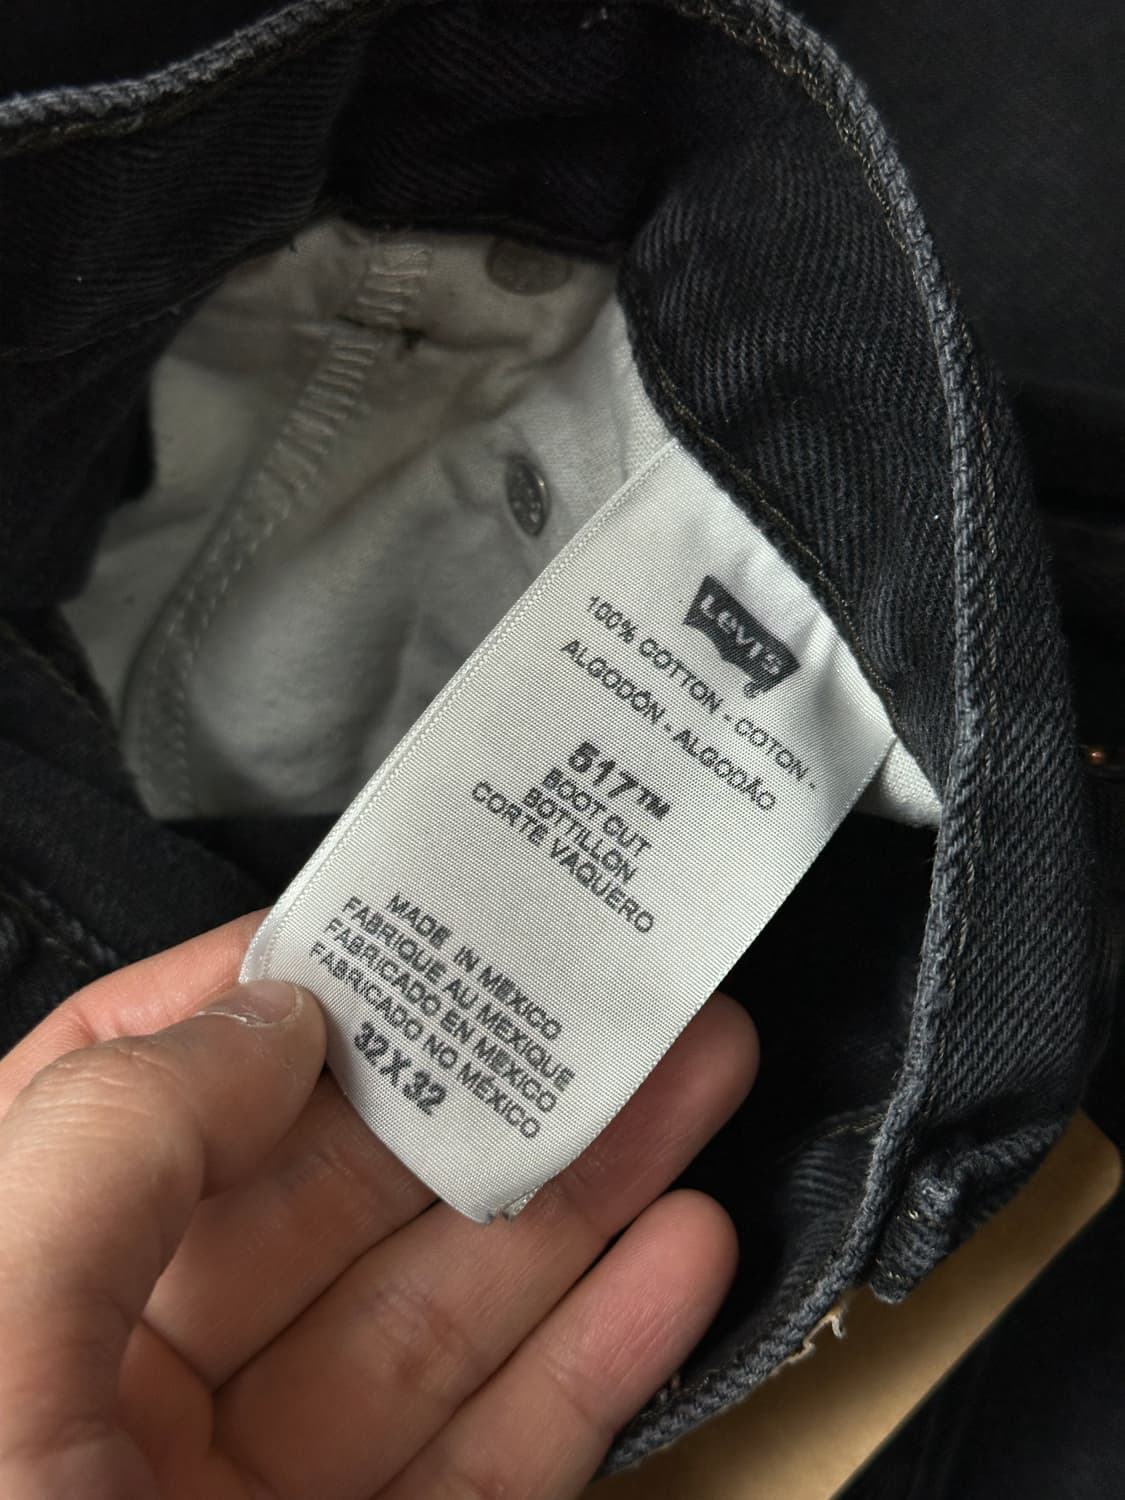 Levi's®
100% COTTON - COTON -
ALGODÓN - ALGODÃO
517™
BOOT CUT
BOTTILLON
CORTE VAQUERO
MADE IN MEXICO
FABRIQUE AU MEXIQUE
FABRICADO EN MEXICO
FABRICADO NO MÉXICO
32 X 32